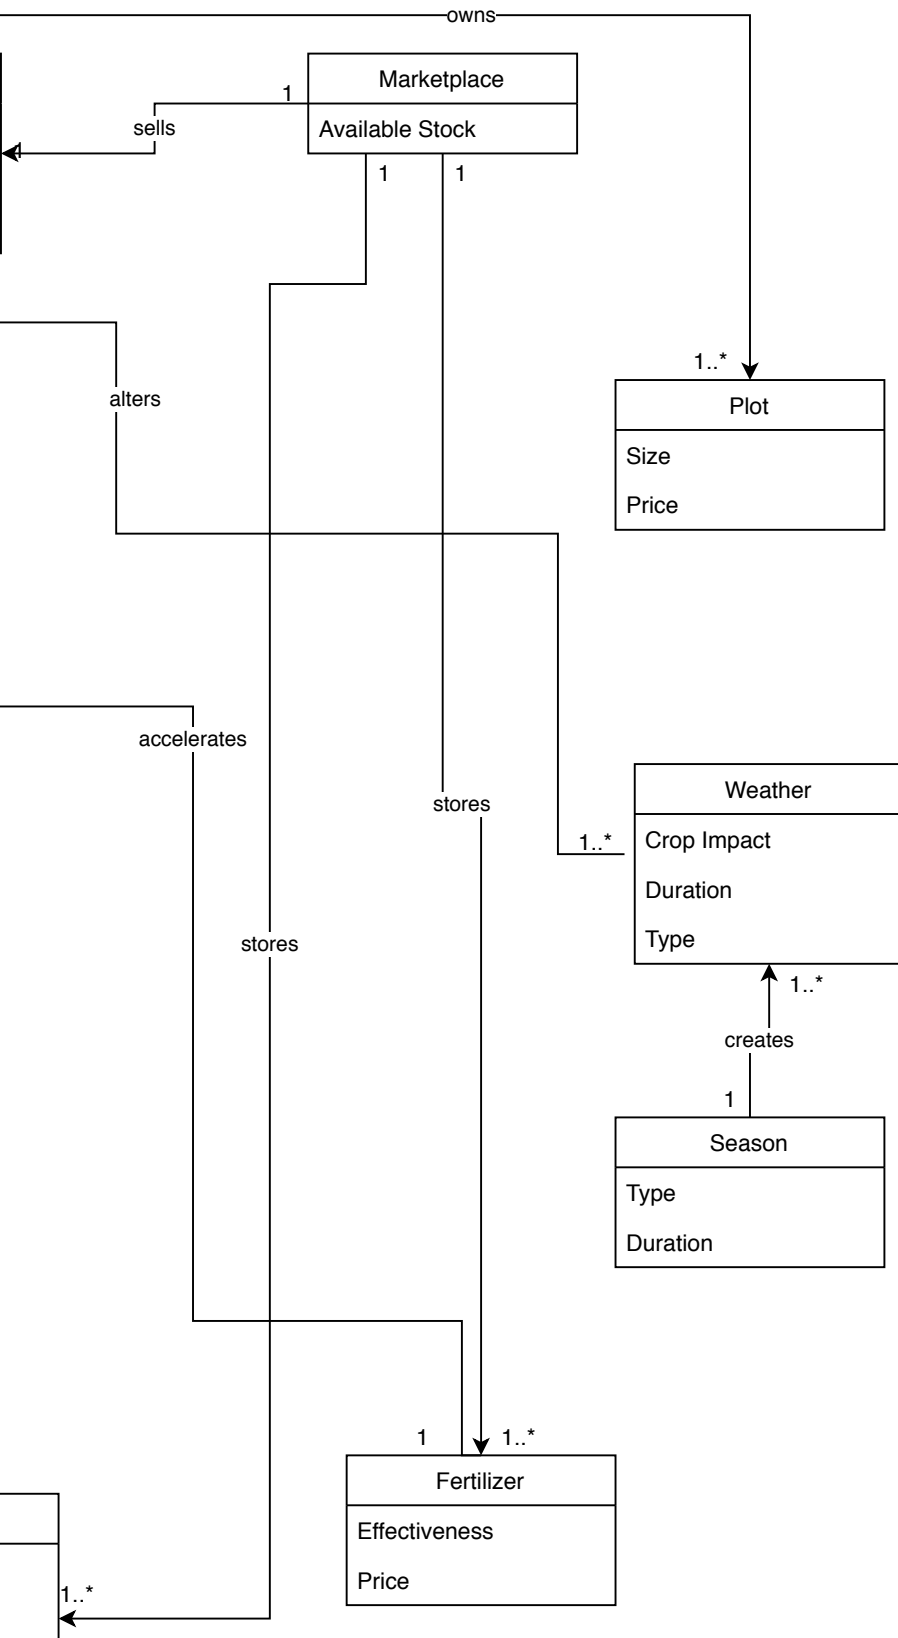 owns
Marketplace
1
Available Stock
sells
1
1
1
1..*
alters
Plot
Size
Price
accelerates
Weather
stores
1..*
Crop Impact
Duration
Type
stores
1..*
creates
1
Season
Type
Duration
1
1..*
Fertilizer
Effectiveness
Price
1..*